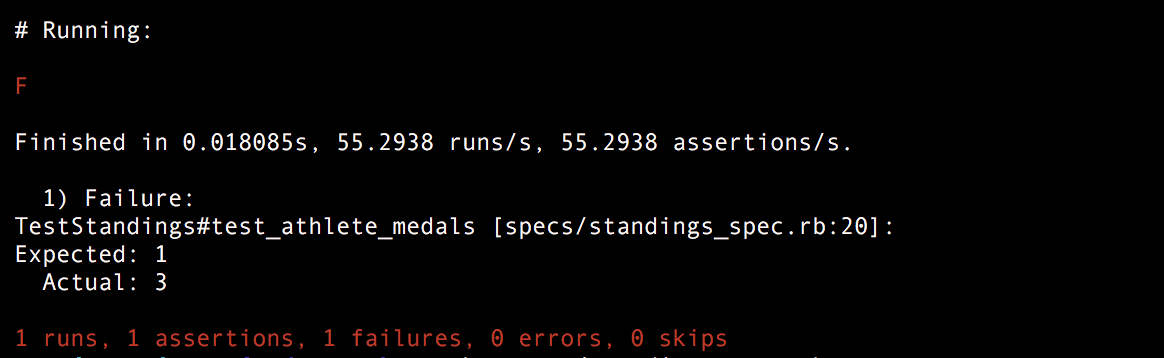 # Running:
F
Finished in 0.018085s, 55.2938 runs/s, 55.2938 assertions/s.
1) Failure:
TestStandings#test_athlete_medals [specs/standings_spec.rb:20]:
Expected: 1
Actual: 3
1 runs, 1 assertions, 1 failures, 0 errors, 0 skips